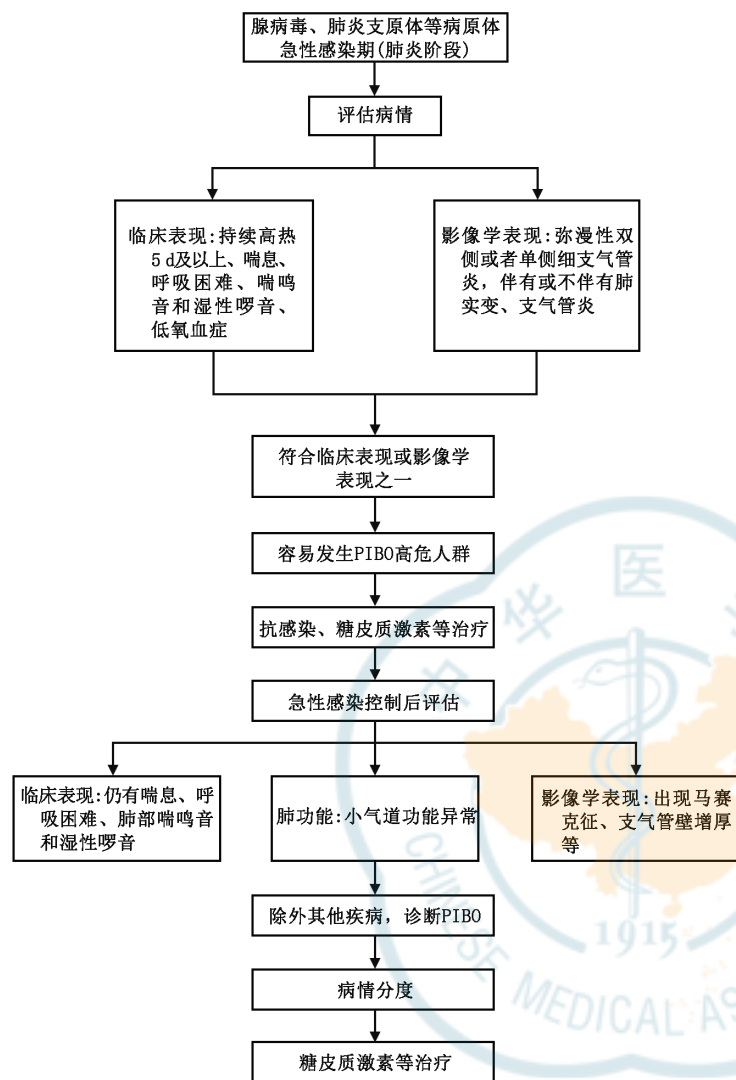 腺病毒、肺炎支原体等病原体
急性感染期(肺炎阶段)
评估病情
临床表现:持续高热
5 d及以上、喘息、
呼吸困难、喘鸣
音和湿性啰音、
低氧血症
影像学表现:弥漫性双
侧或者单侧细支气管
炎，伴有或不伴有肺
实变、支气管炎
符合临床表现或影像学
表现之一
容易发生PIBO高危人群
抗感染、糖皮质激素等治疗
急性感染控制后评估
临床表现:仍有喘息、呼
吸困难、肺部喘鸣音
和湿性啰音
肺功能:小气道功能异常
影像学表现:出现马赛
克征、支气管壁增厚
等
除外其他疾病，诊断PIBO
病情分度
糖皮质激素等治疗
中华医
CHINESE MEDICAL AS
1915